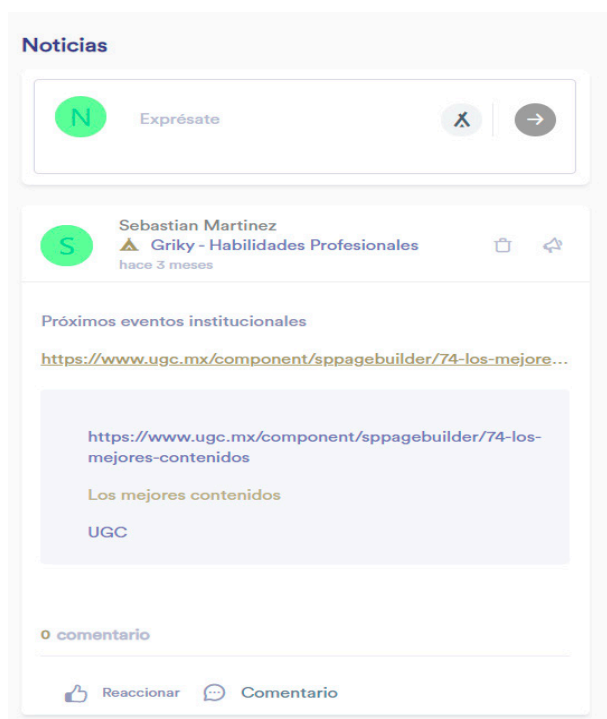 Noticias
N
Exprésate
Sebastian Martinez
S
Griky - Habilidades Profesionales
hace 3 meses
Próximos eventos institucionales
https://www.ugc.mx/component/sppagebuilder/74-los-mejore...
https://www.ugc.mx/component/sppagebuilder/74-los-
mejores-contenidos
Los mejores contenidos
UGC
0 comentario
Reaccionar
Comentario